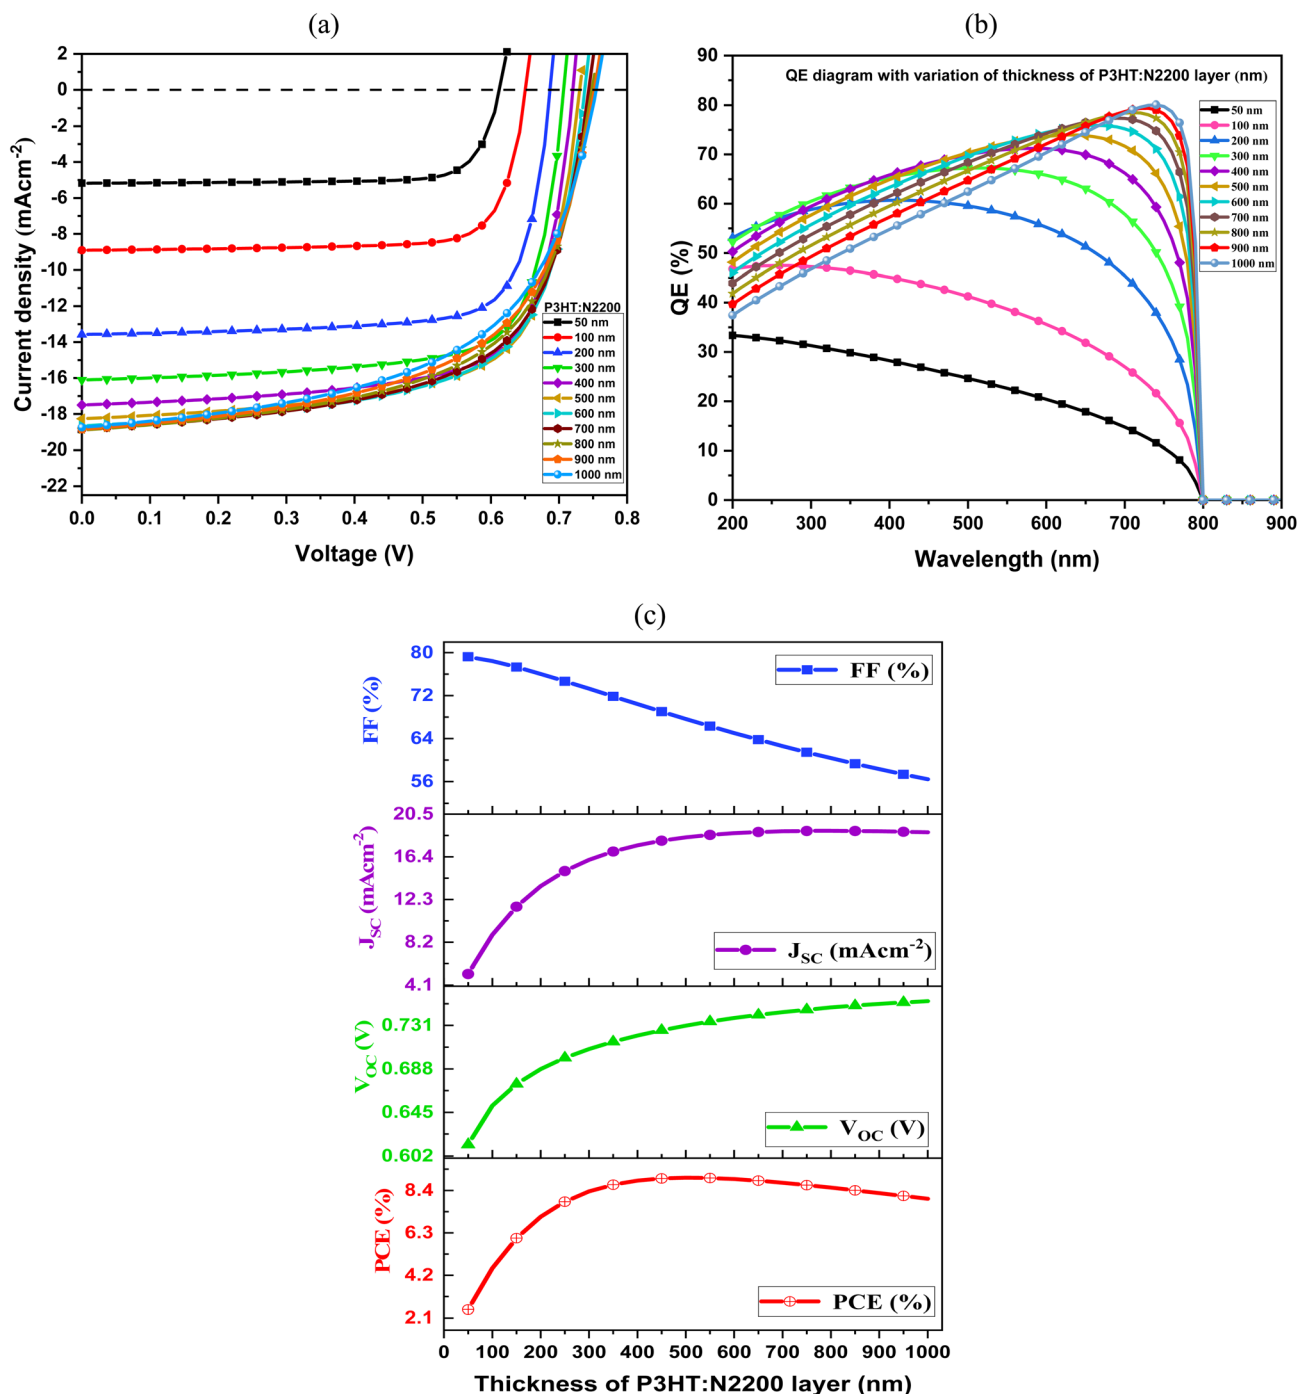 (a)
2
0
-2
-4
-6
-8
-10
-12
-14
-16
-18
-20
-22
Current density (mAcm-2)
0.0 0.1 0.2 0.3 0.4 0.5 0.6 0.7 0.8
Voltage (V)
P3HT:N2200
50 nm
100 nm
200 nm
300 nm
400 nm
500 nm
600 nm
700 nm
800 nm
900 nm
1000 nm
(b)
90
80
70
60
50
40
30
20
10
0
QE (%)
200 300 400 500 600 700 800 900
Wavelength (nm)
QE diagram with variation of thickness of P3HT:N2200 layer (nm)
50 nm
100 nm
200 nm
300 nm
400 nm
500 nm
600 nm
700 nm
800 nm
900 nm
1000 nm
(c)
80
72
64
56
FF (%)
FF (%)
20.5
16.4
12.3
8.2
4.1
JSC (mAcm-2)
JSC (mAcm-2)
0.731
0.688
0.645
0.602
VOC (V)
VOC (V)
8.4
6.3
4.2
2.1
PCE (%)
PCE (%)
0 100 200 300 400 500 600 700 800 900 1000
Thickness of P3HT:N2200 layer (nm)